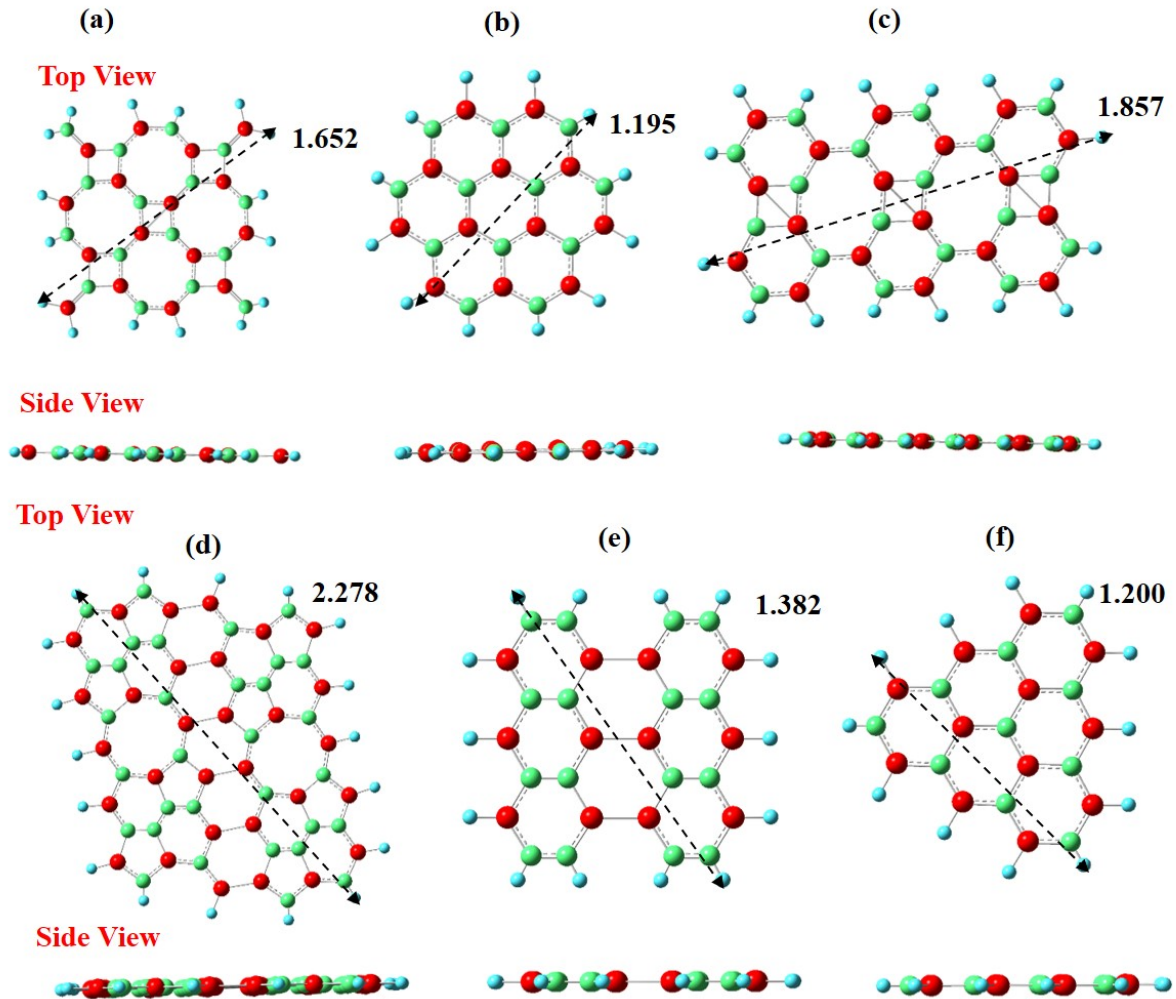 (a)
(b)
(c)
Top View
1.652
1.195
1.857
Side View
Top View
(d)
(e)
(f)
2.278
1.382
1.200
Side View